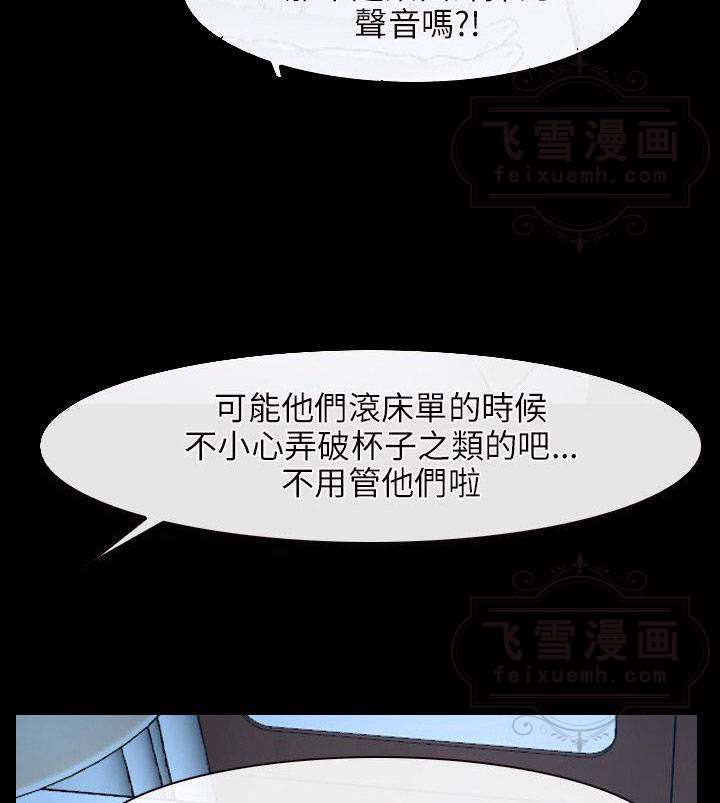 聲音嗎?!
飞雪漫画
feixuemh.com
可能他們滾床單的時候
不小心弄破杯子之類的吧...
不用管他們啦
飞雪漫画
feixuemh.com